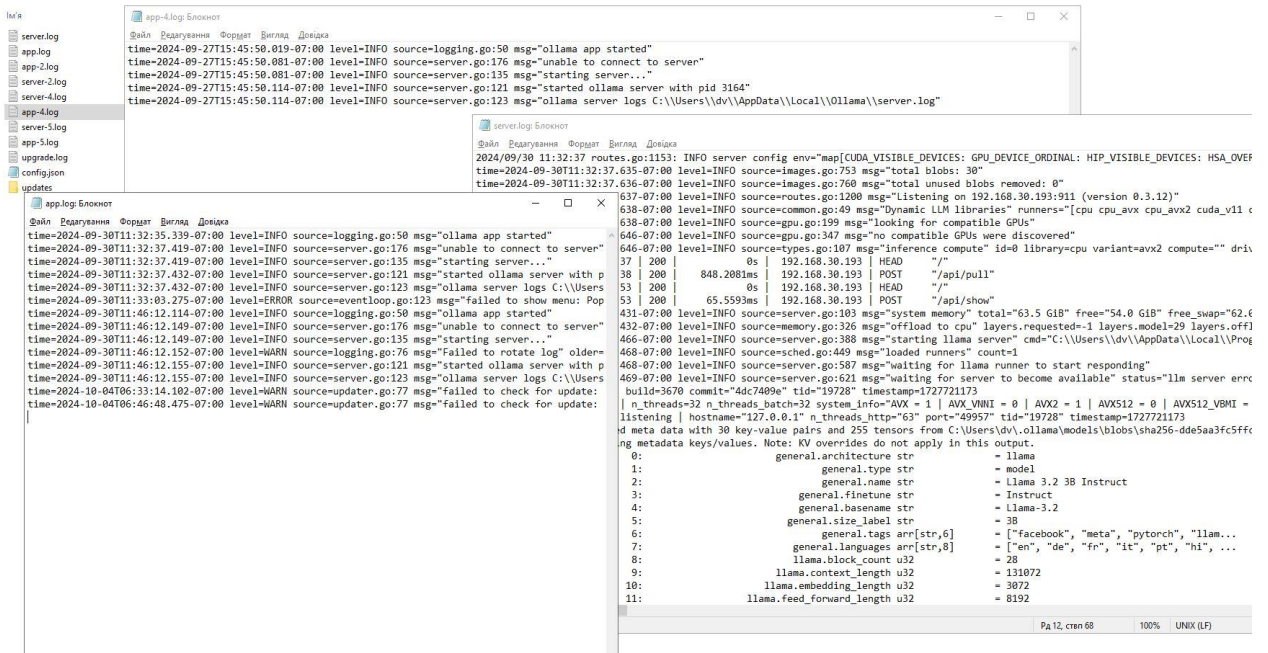 Ім'я
server.log
app.log
app-2.log
server-2.log
server-4.log
app-4.log
server-5.log
app-5.log
upgrade.log
config.json
updates
app-4.log: Блокнот
Файл Редагування Формат Вигляд Довідка
time=2024-09-27T15:45:50.019-07:00 level=INFO source=logging.go:50 msg="ollama app started"
time=2024-09-27T15:45:50.081-07:00 level=INFO source=server.go:176 msg="unable to connect to server"
time=2024-09-27T15:45:50.081-07:00 level=INFO source=server.go:135 msg="starting server..."
time=2024-09-27T15:45:50.114-07:00 level=INFO source=server.go:121 msg="started ollama server with pid 3164"
time=2024-09-27T15:45:50.114-07:00 level=INFO source=server.go:123 msg="ollama server logs C:\\Users\\dv\\AppData\\Local\\Ollama\\server.log"
server.log: Блокнот
Файл Редагування Формат Вигляд Довідка
2024/09/30 11:32:37 routes.go:1153: INFO server config env="map[CUDA_VISIBLE_DEVICES: GPU_DEVICE_ORDINAL: HIP_VISIBLE_DEVICES: HSA_OVER
time=2024-09-30T11:32:37.635-07:00 level=INFO source=images.go:753 msg="total blobs: 30"
time=2024-09-30T11:32:37.636-07:00 level=INFO source=images.go:760 msg="total unused blobs removed: 0"
637-07:00 level=INFO source=routes.go:1200 msg="Listening on 192.168.30.193:911 (version 0.3.12)"
638-07:00 level=INFO source=common.go:49 msg="Dynamic LLM libraries" runners="[cpu cpu_avx cpu_avx2 cuda_v11 c
638-07:00 level=INFO source=gpu.go:199 msg="looking for compatible GPUs"
646-07:00 level=INFO source=gpu.go:347 msg="no compatible GPUs were discovered"
646-07:00 level=INFO source=types.go:107 msg="inference compute" id=0 library=cpu variant=avx2 compute="" driv
37 | 200 | 0s | 192.168.30.193 | HEAD "/"
38 | 200 | 848.2081ms | 192.168.30.193 | POST "/api/pull"
53 | 200 | 0s | 192.168.30.193 | HEAD "/"
53 | 200 | 65.5593ms | 192.168.30.193 | POST "/api/show"
431-07:00 level=INFO source=server.go:103 msg="system memory" total="63.5 GiB" free="54.0 GiB" free_swap="62.0
432-07:00 level=INFO source=memory.go:326 msg="offload to cpu" layers.requested=-1 layers.model=29 layers.offl
466-07:00 level=INFO source=server.go:388 msg="starting llama server" cmd="C:\\Users\\dv\\AppData\\Local\\Prog
468-07:00 level=INFO source=sched.go:449 msg="loaded runners" count=1
468-07:00 level=INFO source=server.go:587 msg="waiting for llama runner to start responding"
469-07:00 level=INFO source=server.go:621 msg="waiting for server to become available" status="llm server erro
build=3670 commit="4dc7409e" tid="19728" timestamp=1727721173
| n_threads=32 n_threads_batch=32 system_info="AVX = 1 | AVX_VNNI = 0 | AVX2 = 1 | AVX512 = 0 | AVX512_VBMI =
listening | hostname="127.0.0.1" n_threads_http="63" port="49957" tid="19728" timestamp=1727721173
d meta data with 30 key-value pairs and 255 tensors from C:\Users\dv\.ollama\models\blobs\sha256-dde5aa3fc5ffc
ng metadata keys/values. Note: KV overrides do not apply in this output.
0: general.architecture str = llama
1: general.type str = model
2: general.name str = Llama 3.2 3B Instruct
3: general.finetune str = Instruct
4: general.basename str = Llama-3.2
5: general.size_label str = 3B
6: general.tags arr[str,6] = ["facebook", "meta", "pytorch", "llam...
7: general.languages arr[str,8] = ["en", "de", "fr", "it", "pt", "hi", ...
8: llama.block_count u32 = 28
9: llama.context_length u32 = 131072
10: llama.embedding_length u32 = 3072
11: llama.feed_forward_length u32 = 8192
Рд 12, ствп 68 100% UNIX (LF)
app.log: Блокнот
Файл Редагування Формат Вигляд Довідка
time=2024-09-30T11:32:35.339-07:00 level=INFO source=logging.go:50 msg="ollama app started"
time=2024-09-30T11:32:37.419-07:00 level=INFO source=server.go:176 msg="unable to connect to server"
time=2024-09-30T11:32:37.419-07:00 level=INFO source=server.go:135 msg="starting server..."
time=2024-09-30T11:32:37.432-07:00 level=INFO source=server.go:121 msg="started ollama server with p
time=2024-09-30T11:32:37.432-07:00 level=INFO source=server.go:123 msg="ollama server logs C:\\Users
time=2024-09-30T11:33:03.275-07:00 level=ERROR source=eventloop.go:123 msg="failed to show menu: Pop
time=2024-09-30T11:46:12.114-07:00 level=INFO source=logging.go:50 msg="ollama app started"
time=2024-09-30T11:46:12.149-07:00 level=INFO source=server.go:176 msg="unable to connect to server"
time=2024-09-30T11:46:12.149-07:00 level=INFO source=server.go:135 msg="starting server..."
time=2024-09-30T11:46:12.152-07:00 level=WARN source=logging.go:76 msg="Failed to rotate log" older=
time=2024-09-30T11:46:12.155-07:00 level=INFO source=server.go:121 msg="started ollama server with p
time=2024-09-30T11:46:12.155-07:00 level=INFO source=server.go:123 msg="ollama server logs C:\\Users
time=2024-10-04T06:33:14.102-07:00 level=WARN source=updater.go:77 msg="failed to check for update:
time=2024-10-04T06:46:48.475-07:00 level=WARN source=updater.go:77 msg="failed to check for update: